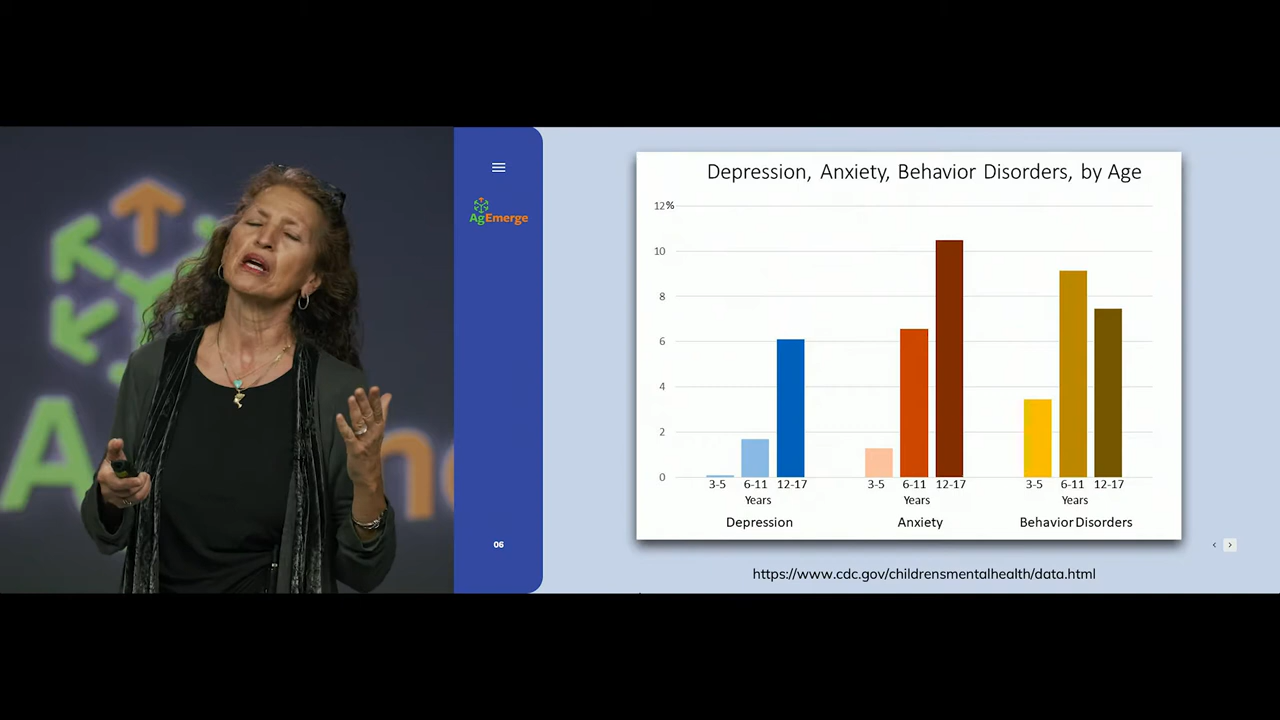 AgEmerge
06
Depression, Anxiety, Behavior Disorders, by Age
12%
10
8
6
4
2
0
3-5 6-11 12-17 3-5 6-11 12-17 3-5 6-11 12-17
Years Years Years
Depression Anxiety Behavior Disorders
https://www.cdc.gov/childrensmentalhealth/data.html